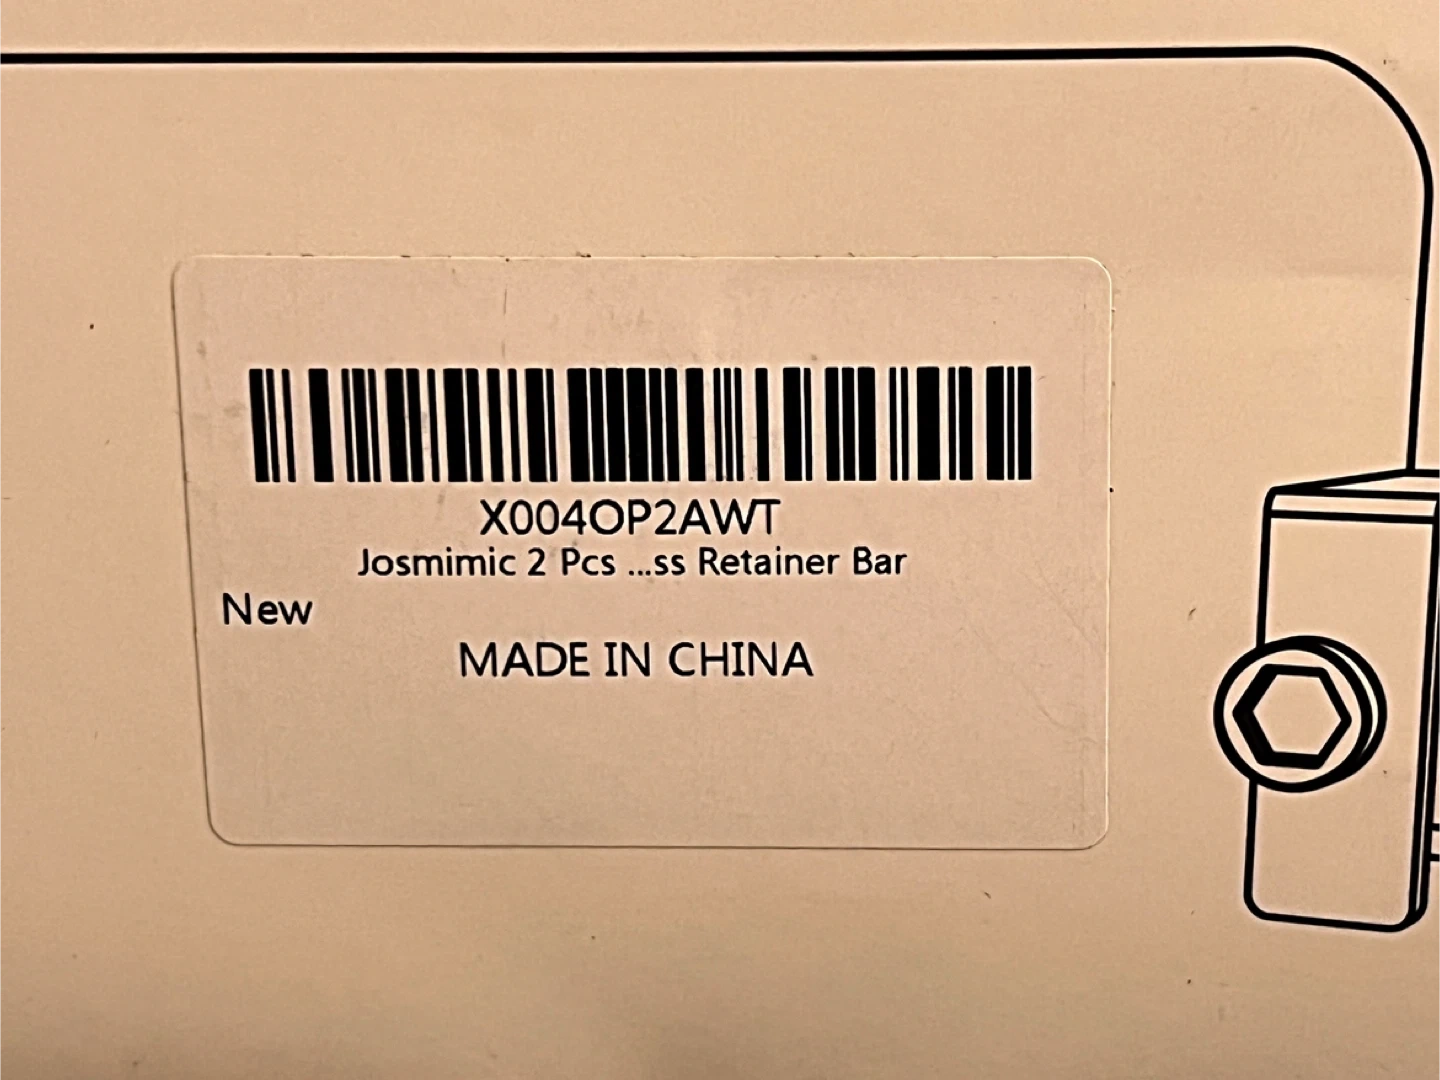 X004OP2AWT
Josmimic 2 Pcs ...ss Retainer Bar
New
MADE IN CHINA